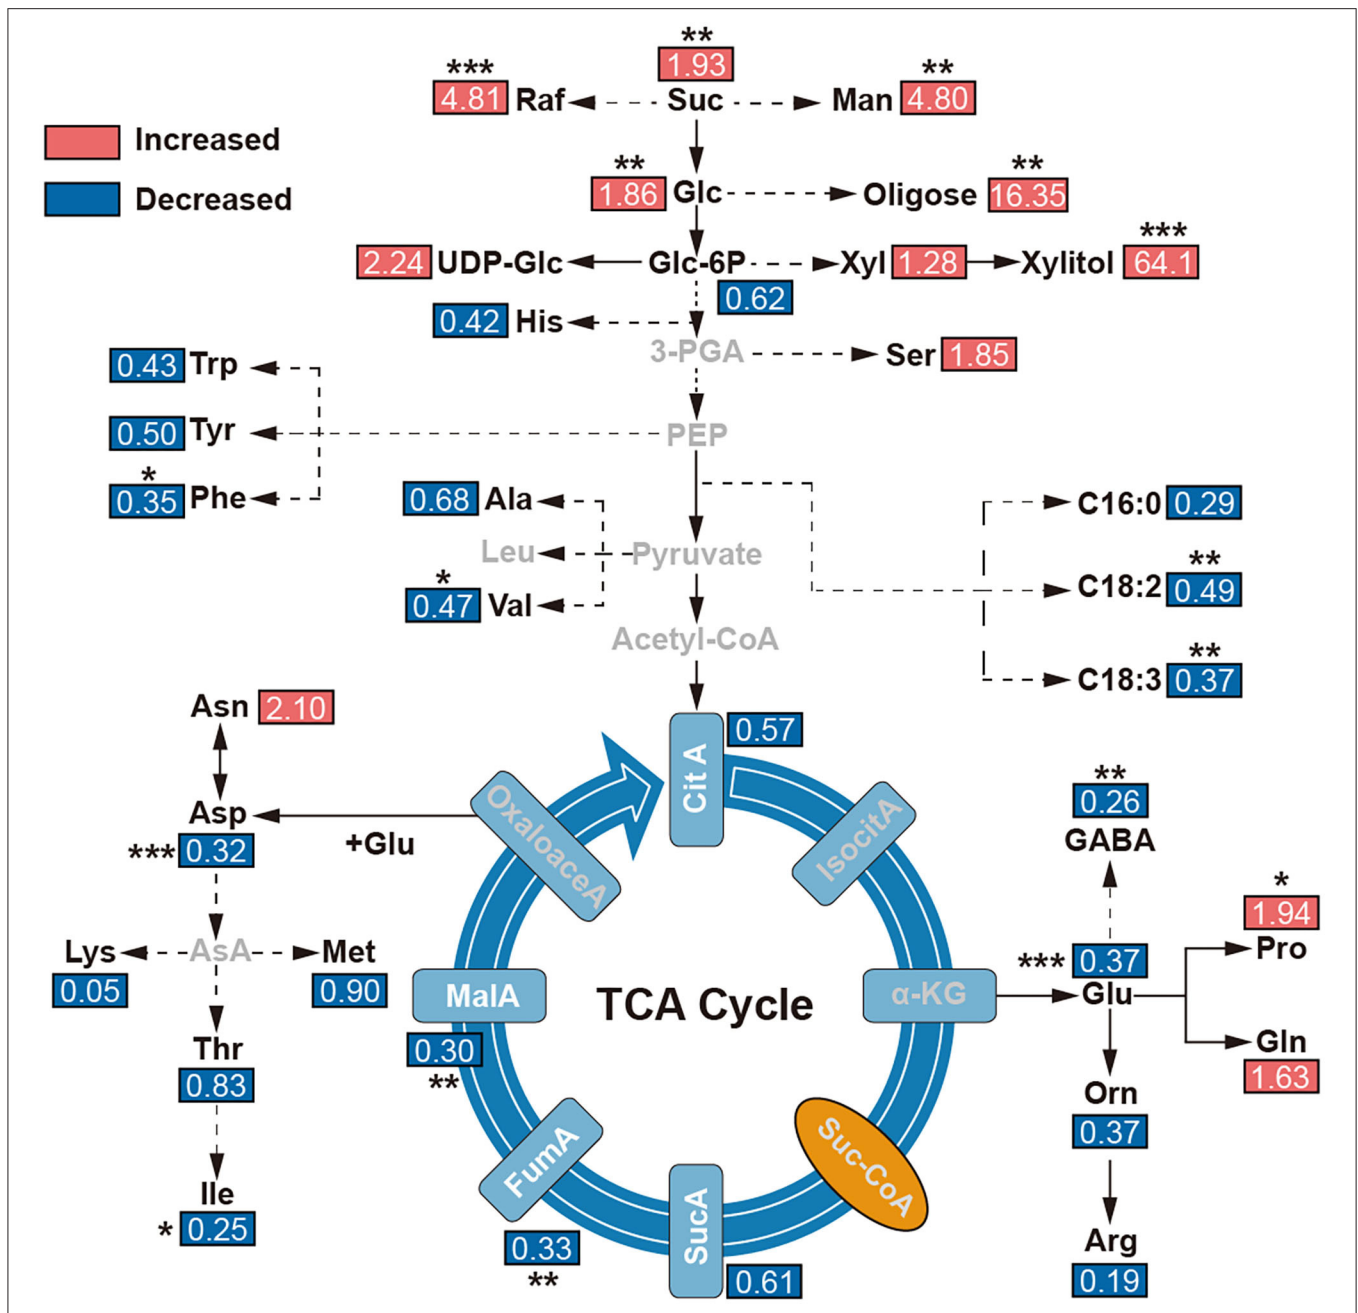 **
1.93
***
4.81 Raf Suc Man 4.80
**
Increased
Decreased
**
1.86 Glc Oligose 16.35
**
2.24 UDP-Glc Glc-6P Xyl 1.28 Xylitol 64.1
***
0.62
0.42 His
3-PGA Ser 1.85
0.43 Trp
0.50 Tyr PEP
*
0.35 Phe
0.68 Ala
Leu Pyruvate
*
0.47 Val
C16:0 0.29
**
C18:2 0.49
**
C18:3 0.37
Acetyl-CoA
Asn 2.10
Asp
*** 0.32
+Glu
Lys AsA Met
0.05 0.90
Thr
0.83
Ile
* 0.25
Cit A 0.57
IsocitA
OxaloaceA
MalA
0.30
**
TCA Cycle
α-KG
Suc-CoA
SucA 0.61
FumA
0.33
**
**
0.26
GABA
*** 0.37
Glu
*
1.94
Pro
Gln
1.63
Orn
0.37
Arg
0.19